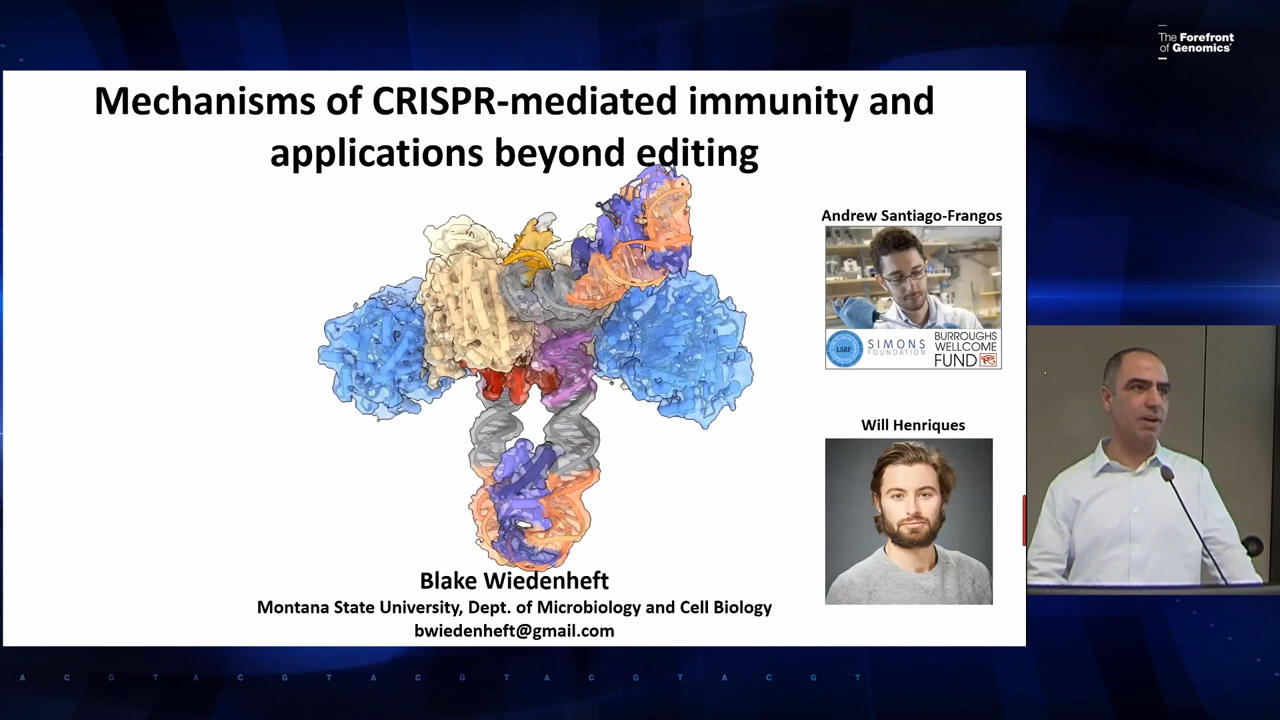 The Forefront
of Genomics
Mechanisms of CRISPR-mediated immunity and
applications beyond editing
Andrew Santiago-Frangos
LSRF
SIMONS
FOUNDATION
BURROUGHS
WELLCOME
FUND
Will Henriques
Blake Wiedenheft
Montana State University, Dept. of Microbiology and Cell Biology
bwiedenheft@gmail.com
A C G T A C G T A C G T A C G T A C G T